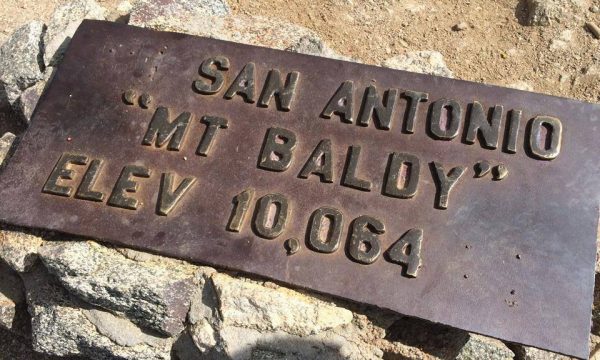 SAN ANTONIO
“MT BALDY”
ELEV 10,064